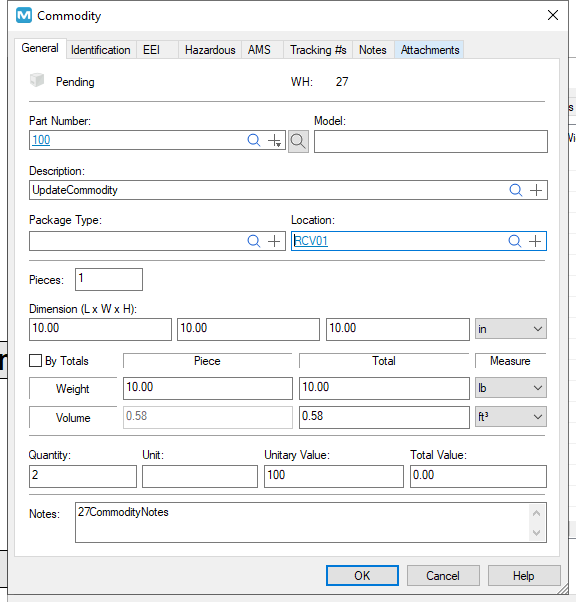 Commodity
General Identification EEI Hazardous AMS Tracking #s Notes Attachments
Pending WH: 27
Part Number: Model:
100
Description:
UpdateCommodity
Package Type: Location:
RCV01
Pieces: 1
Dimension (L x W x H):
10.00 10.00 10.00 in
By Totals Piece Total Measure
Weight 10.00 10.00 lb
Volume 0.58 0.58 ft³
Quantity: Unit: Unitary Value: Total Value:
2 100 0.00
Notes: 27CommodityNotes
OK Cancel Help